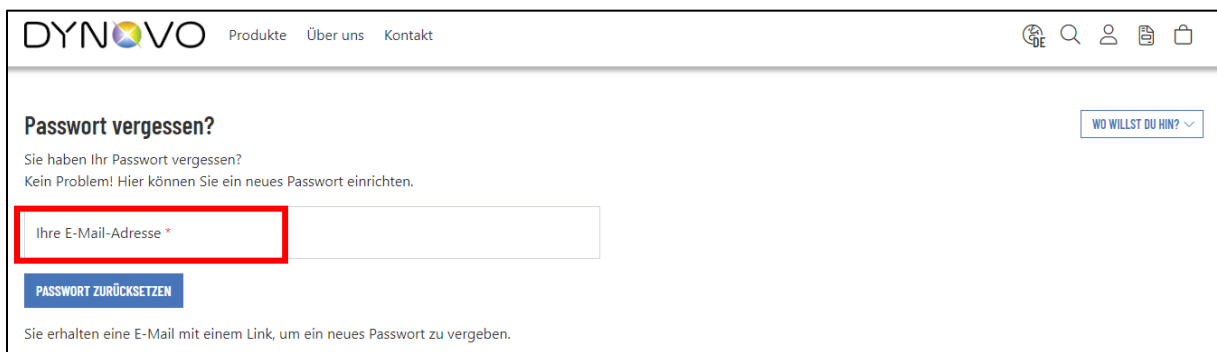 DYNOVO Produkte Über uns Kontakt DE
Passwort vergessen?
WO WILLST DU HIN?
Sie haben Ihr Passwort vergessen?
Kein Problem! Hier können Sie ein neues Passwort einrichten.
Ihre E-Mail-Adresse *
PASSWORT ZURÜCKSETZEN
Sie erhalten eine E-Mail mit einem Link, um ein neues Passwort zu vergeben.